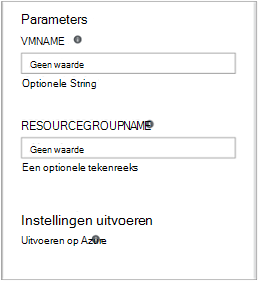 Parameters
VMNAME
Geen waarde
Optionele String
RESOURCEGROUPNAME
Geen waarde
Een optionele tekenreeks
Instellingen uitvoeren
Uitvoeren op Azure